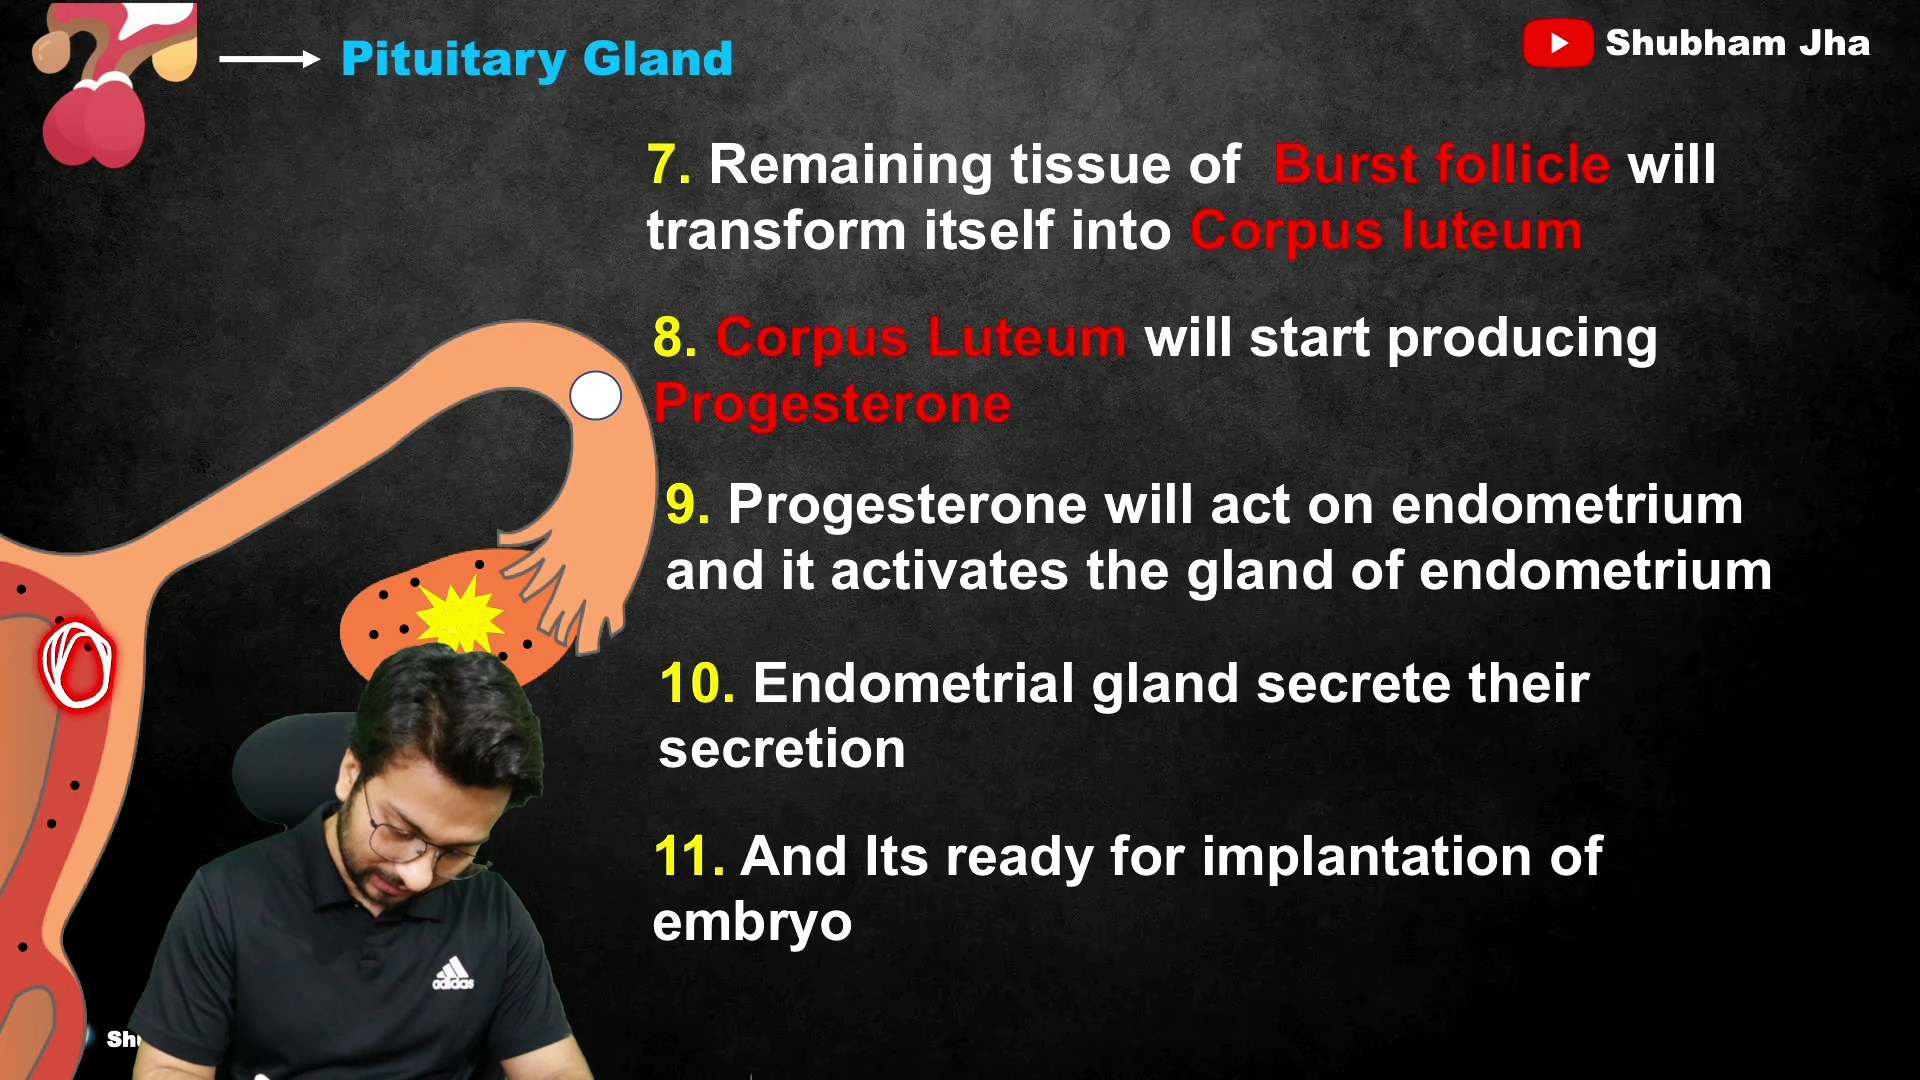 Pituitary Gland
Shubham Jha
7. Remaining tissue of Burst follicle will
transform itself into Corpus luteum
8. Corpus Luteum will start producing
Progesterone
9. Progesterone will act on endometrium
and it activates the gland of endometrium
10. Endometrial gland secrete their
secretion
11. And Its ready for implantation of
embryo
adidas